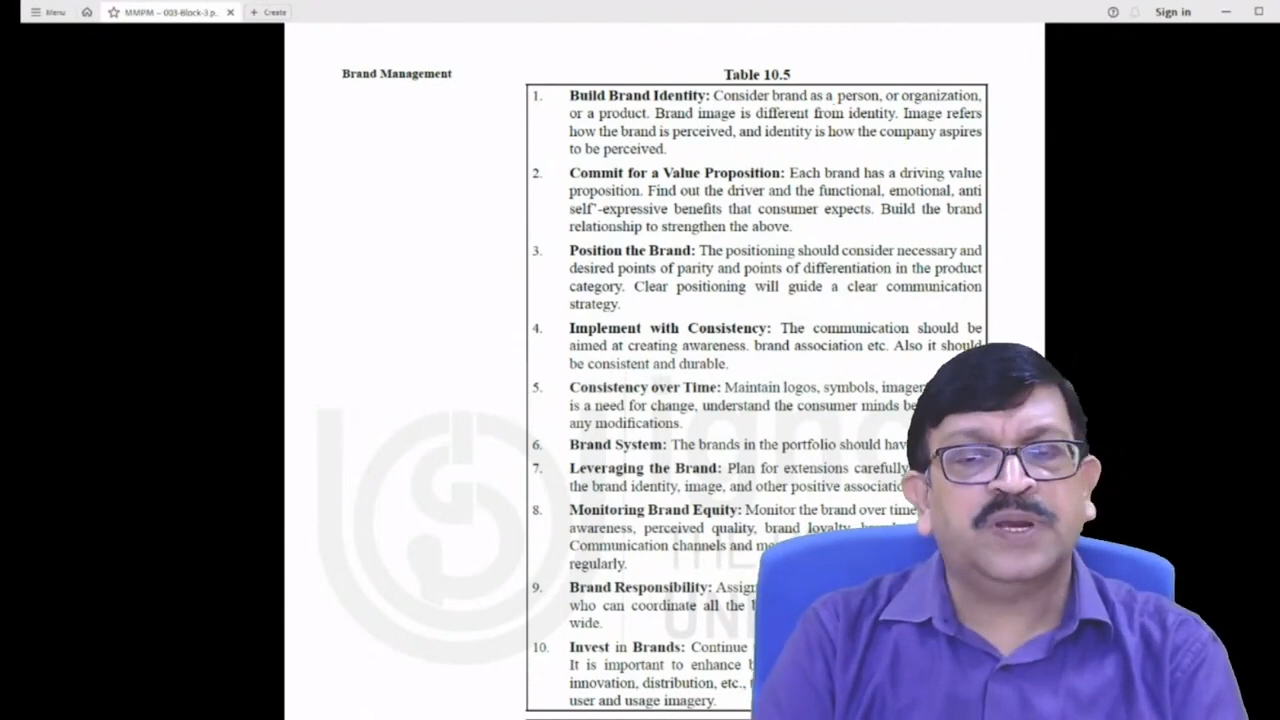 Menu
MMPM – 003-Block-3.p...
Create
Sign in
Brand Management
Table 10.5
1. Build Brand Identity: Consider brand as a person, or organization,
or a product. Brand image is different from identity. Image refers
how the brand is perceived, and identity is how the company aspires
to be perceived.
2. Commit for a Value Proposition: Each brand has a driving value
proposition. Find out the driver and the functional, emotional, anti
self'-expressive benefits that consumer expects. Build the brand
relationship to strengthen the above.
3. Position the Brand: The positioning should consider necessary and
desired points of parity and points of differentiation in the product
category. Clear positioning will guide a clear communication
strategy.
4. Implement with Consistency: The communication should be
aimed at creating awareness. brand association etc. Also it should
be consistent and durable.
5. Consistency over Time: Maintain logos, symbols,
is a need for change, understand the consumer minds
any modifications.
6. Brand System: The brands in the portfolio should
7. Leveraging the Brand: Plan for extensions carefully
the brand identity, image, and other positive
8. Monitoring Brand Equity: Monitor the brand over time
awareness, perceived quality, brand loyalty,
Communication channels and
regularly.
9. Brand Responsibility:
who can coordinate all the
wide.
10. Invest in Brands: Continue
It is important to enhance
innovation, distribution, etc.,
user and usage imagery.